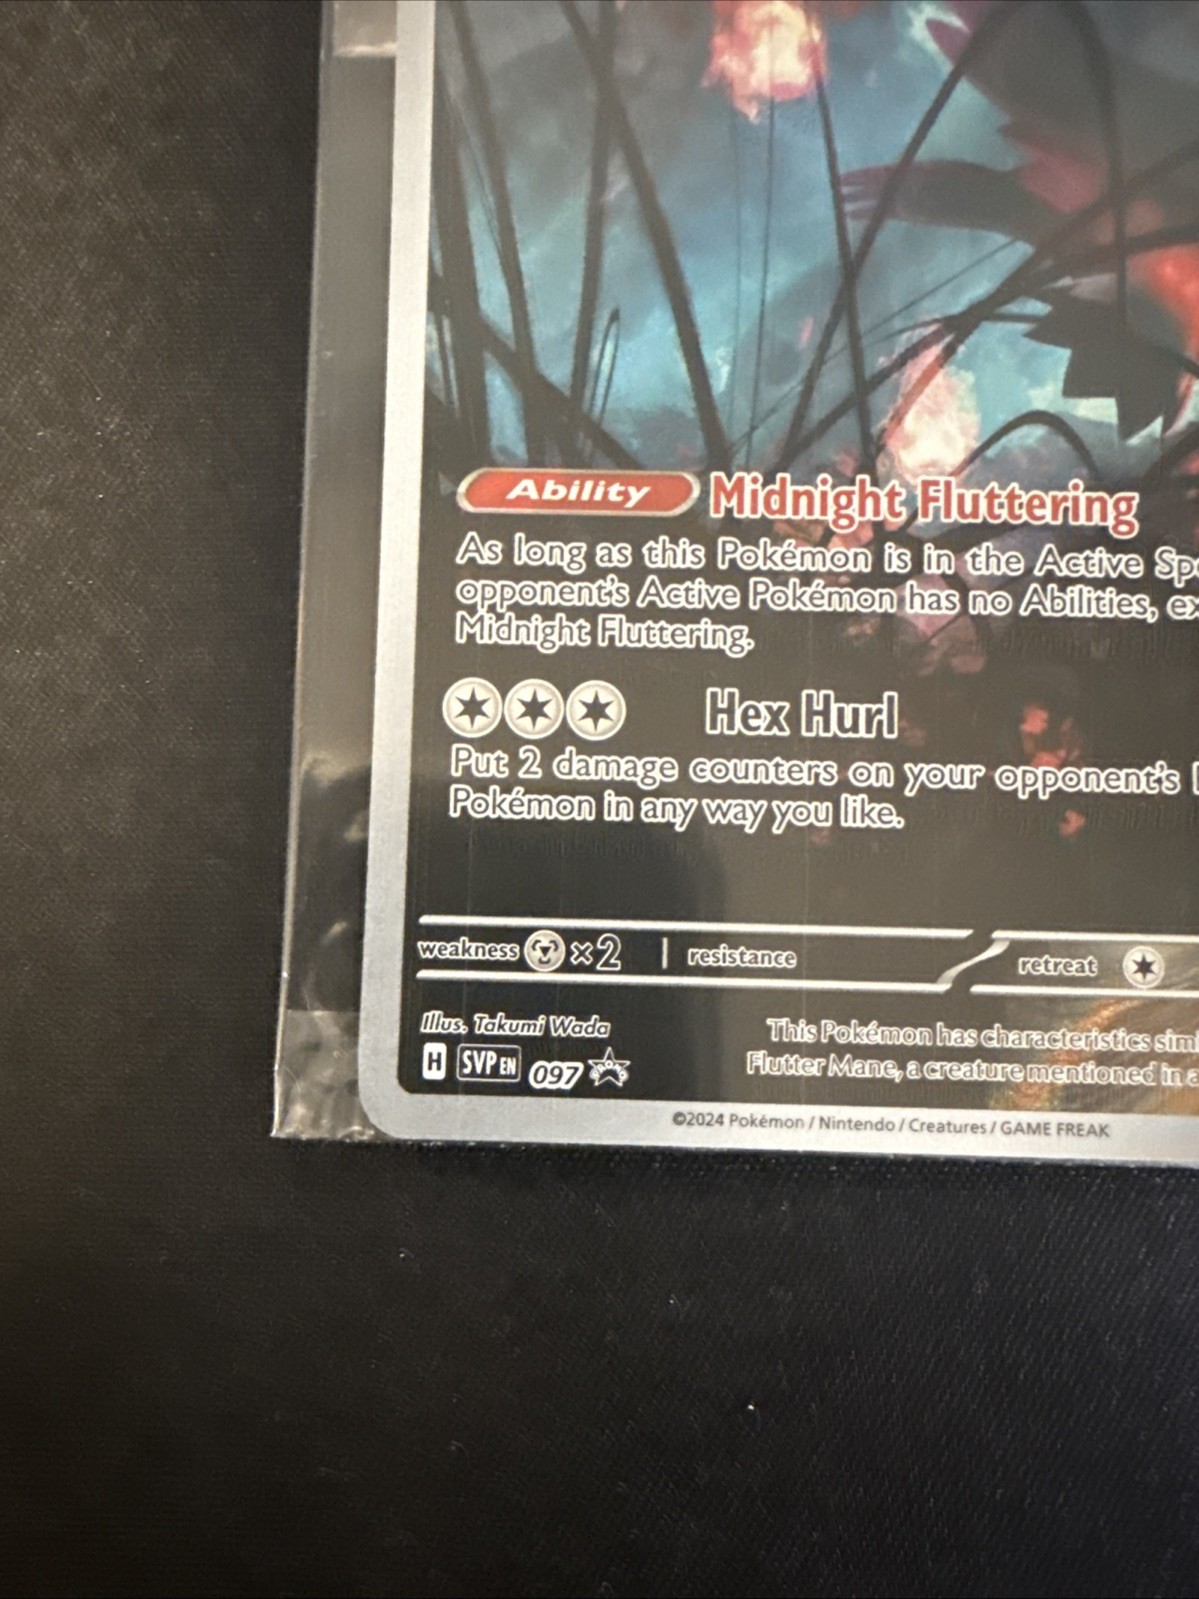 Ability Midnight Fluttering
As long as this Pokémon is in the Active
opponent's Active Pokémon has no Abilities,
Midnight Fluttering.
Hex Hurl
Put 2 damage counters on your opponent's
Pokémon in any way you like.
weakness ×2 | resistance retreat
Illus. Takumi Wada
This Pokémon has characteristics
H SVP EN 097 PROMO
Flutter Mane, a creature mentioned in a
©2024 Pokémon / Nintendo / Creatures / GAME FREAK